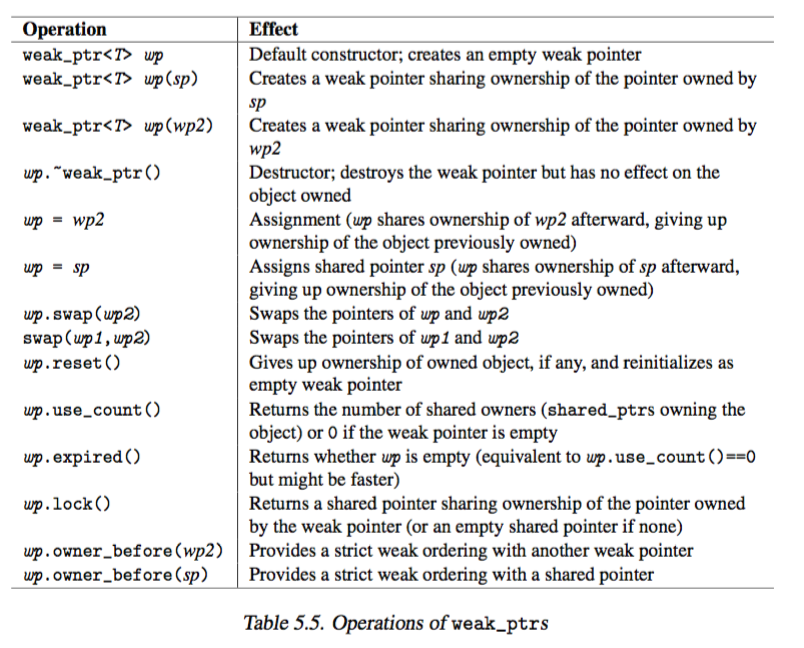 Operation Effect
weak_ptr<T> wp Default constructor; creates an empty weak pointer
weak_ptr<T> wp(sp) Creates a weak pointer sharing ownership of the pointer owned by
sp
weak_ptr<T> wp(wp2) Creates a weak pointer sharing ownership of the pointer owned by
wp2
wp.~weak_ptr() Destructor; destroys the weak pointer but has no effect on the
object owned
wp = wp2 Assignment (wp shares ownership of wp2 afterward, giving up
ownership of the object previously owned)
wp = sp Assigns shared pointer sp (wp shares ownership of sp afterward,
giving up ownership of the object previously owned)
wp.swap(wp2) Swaps the pointers of wp and wp2
swap(wp1,wp2) Swaps the pointers of wp1 and wp2
wp.reset() Gives up ownership of owned object, if any, and reinitializes as
empty weak pointer
wp.use_count() Returns the number of shared owners (shared_ptrs owning the
object) or 0 if the weak pointer is empty
wp.expired() Returns whether wp is empty (equivalent to wp.use_count()==0
but might be faster)
wp.lock() Returns a shared pointer sharing ownership of the pointer owned
by the weak pointer (or an empty shared pointer if none)
wp.owner_before(wp2) Provides a strict weak ordering with another weak pointer
wp.owner_before(sp) Provides a strict weak ordering with a shared pointer
Table 5.5. Operations of weak_ptrs